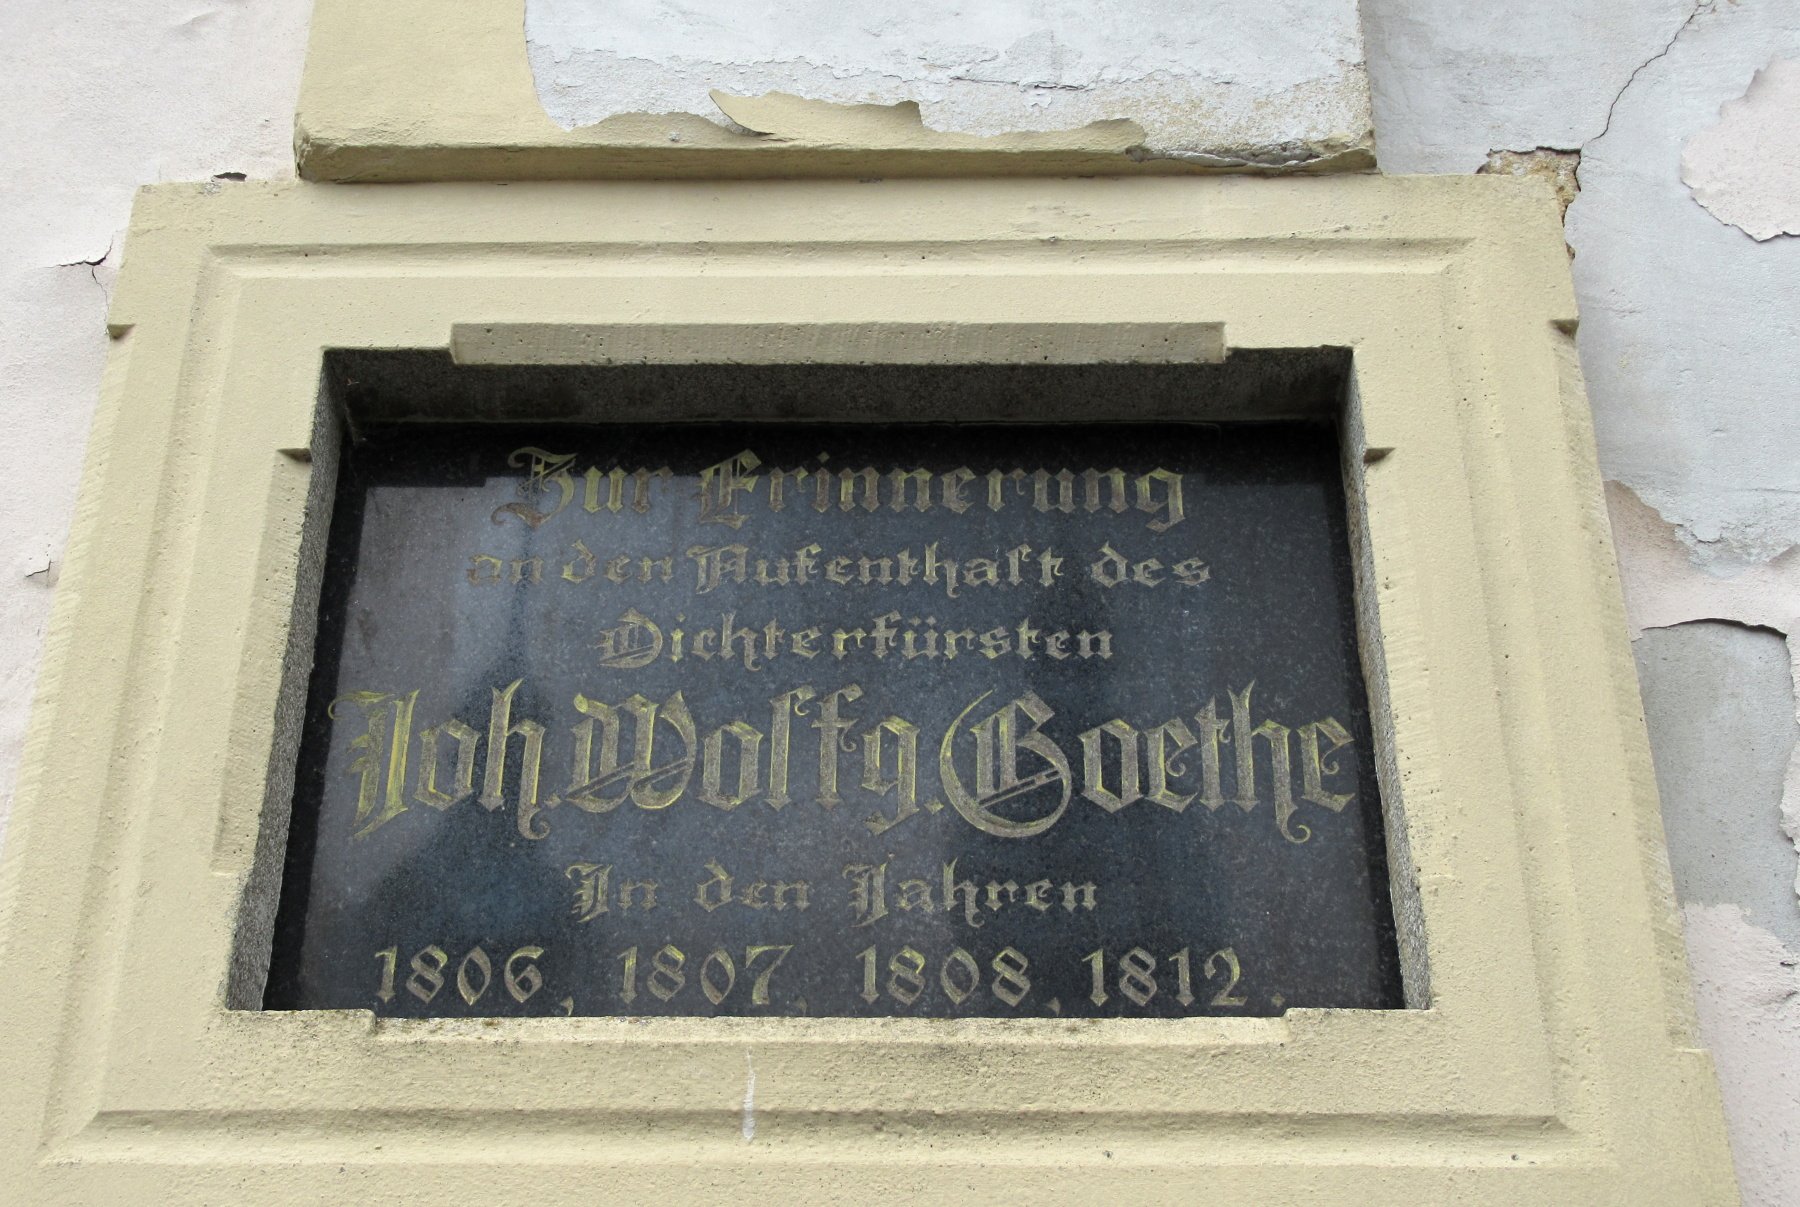 Zur Erinnerung
an den Aufenthalt des
Dichterfürsten
Joh. Wolfg. Goethe
In den Jahren
1806, 1807, 1808, 1812.